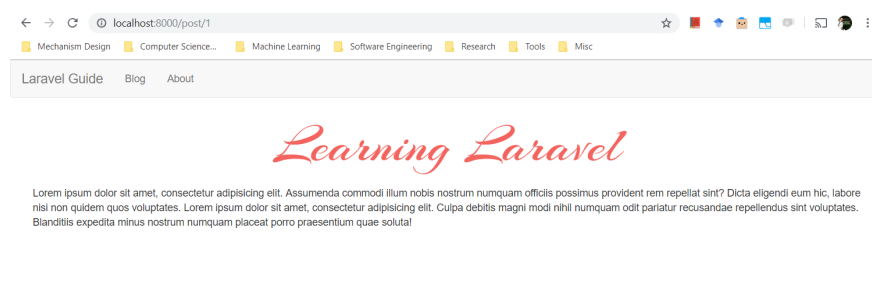 localhost:8000/post/1
Mechanism Design Computer Science... Machine Learning Software Engineering Research Tools Misc
Laravel Guide Blog About
Learning Laravel
Lorem ipsum dolor sit amet, consectetur adipisicing elit. Assumenda commodi illum nobis nostrum numquam officiis possimus provident rem repellat sint? Dicta eligendi eum hic, labore
nisi non quidem quos voluptates. Lorem ipsum dolor sit amet, consectetur adipisicing elit. Culpa debitis magni modi nihil numquam odit pariatur recusandae repellendus sint voluptates.
Blanditiis expedita minus nostrum numquam placeat porro praesentium quae soluta!